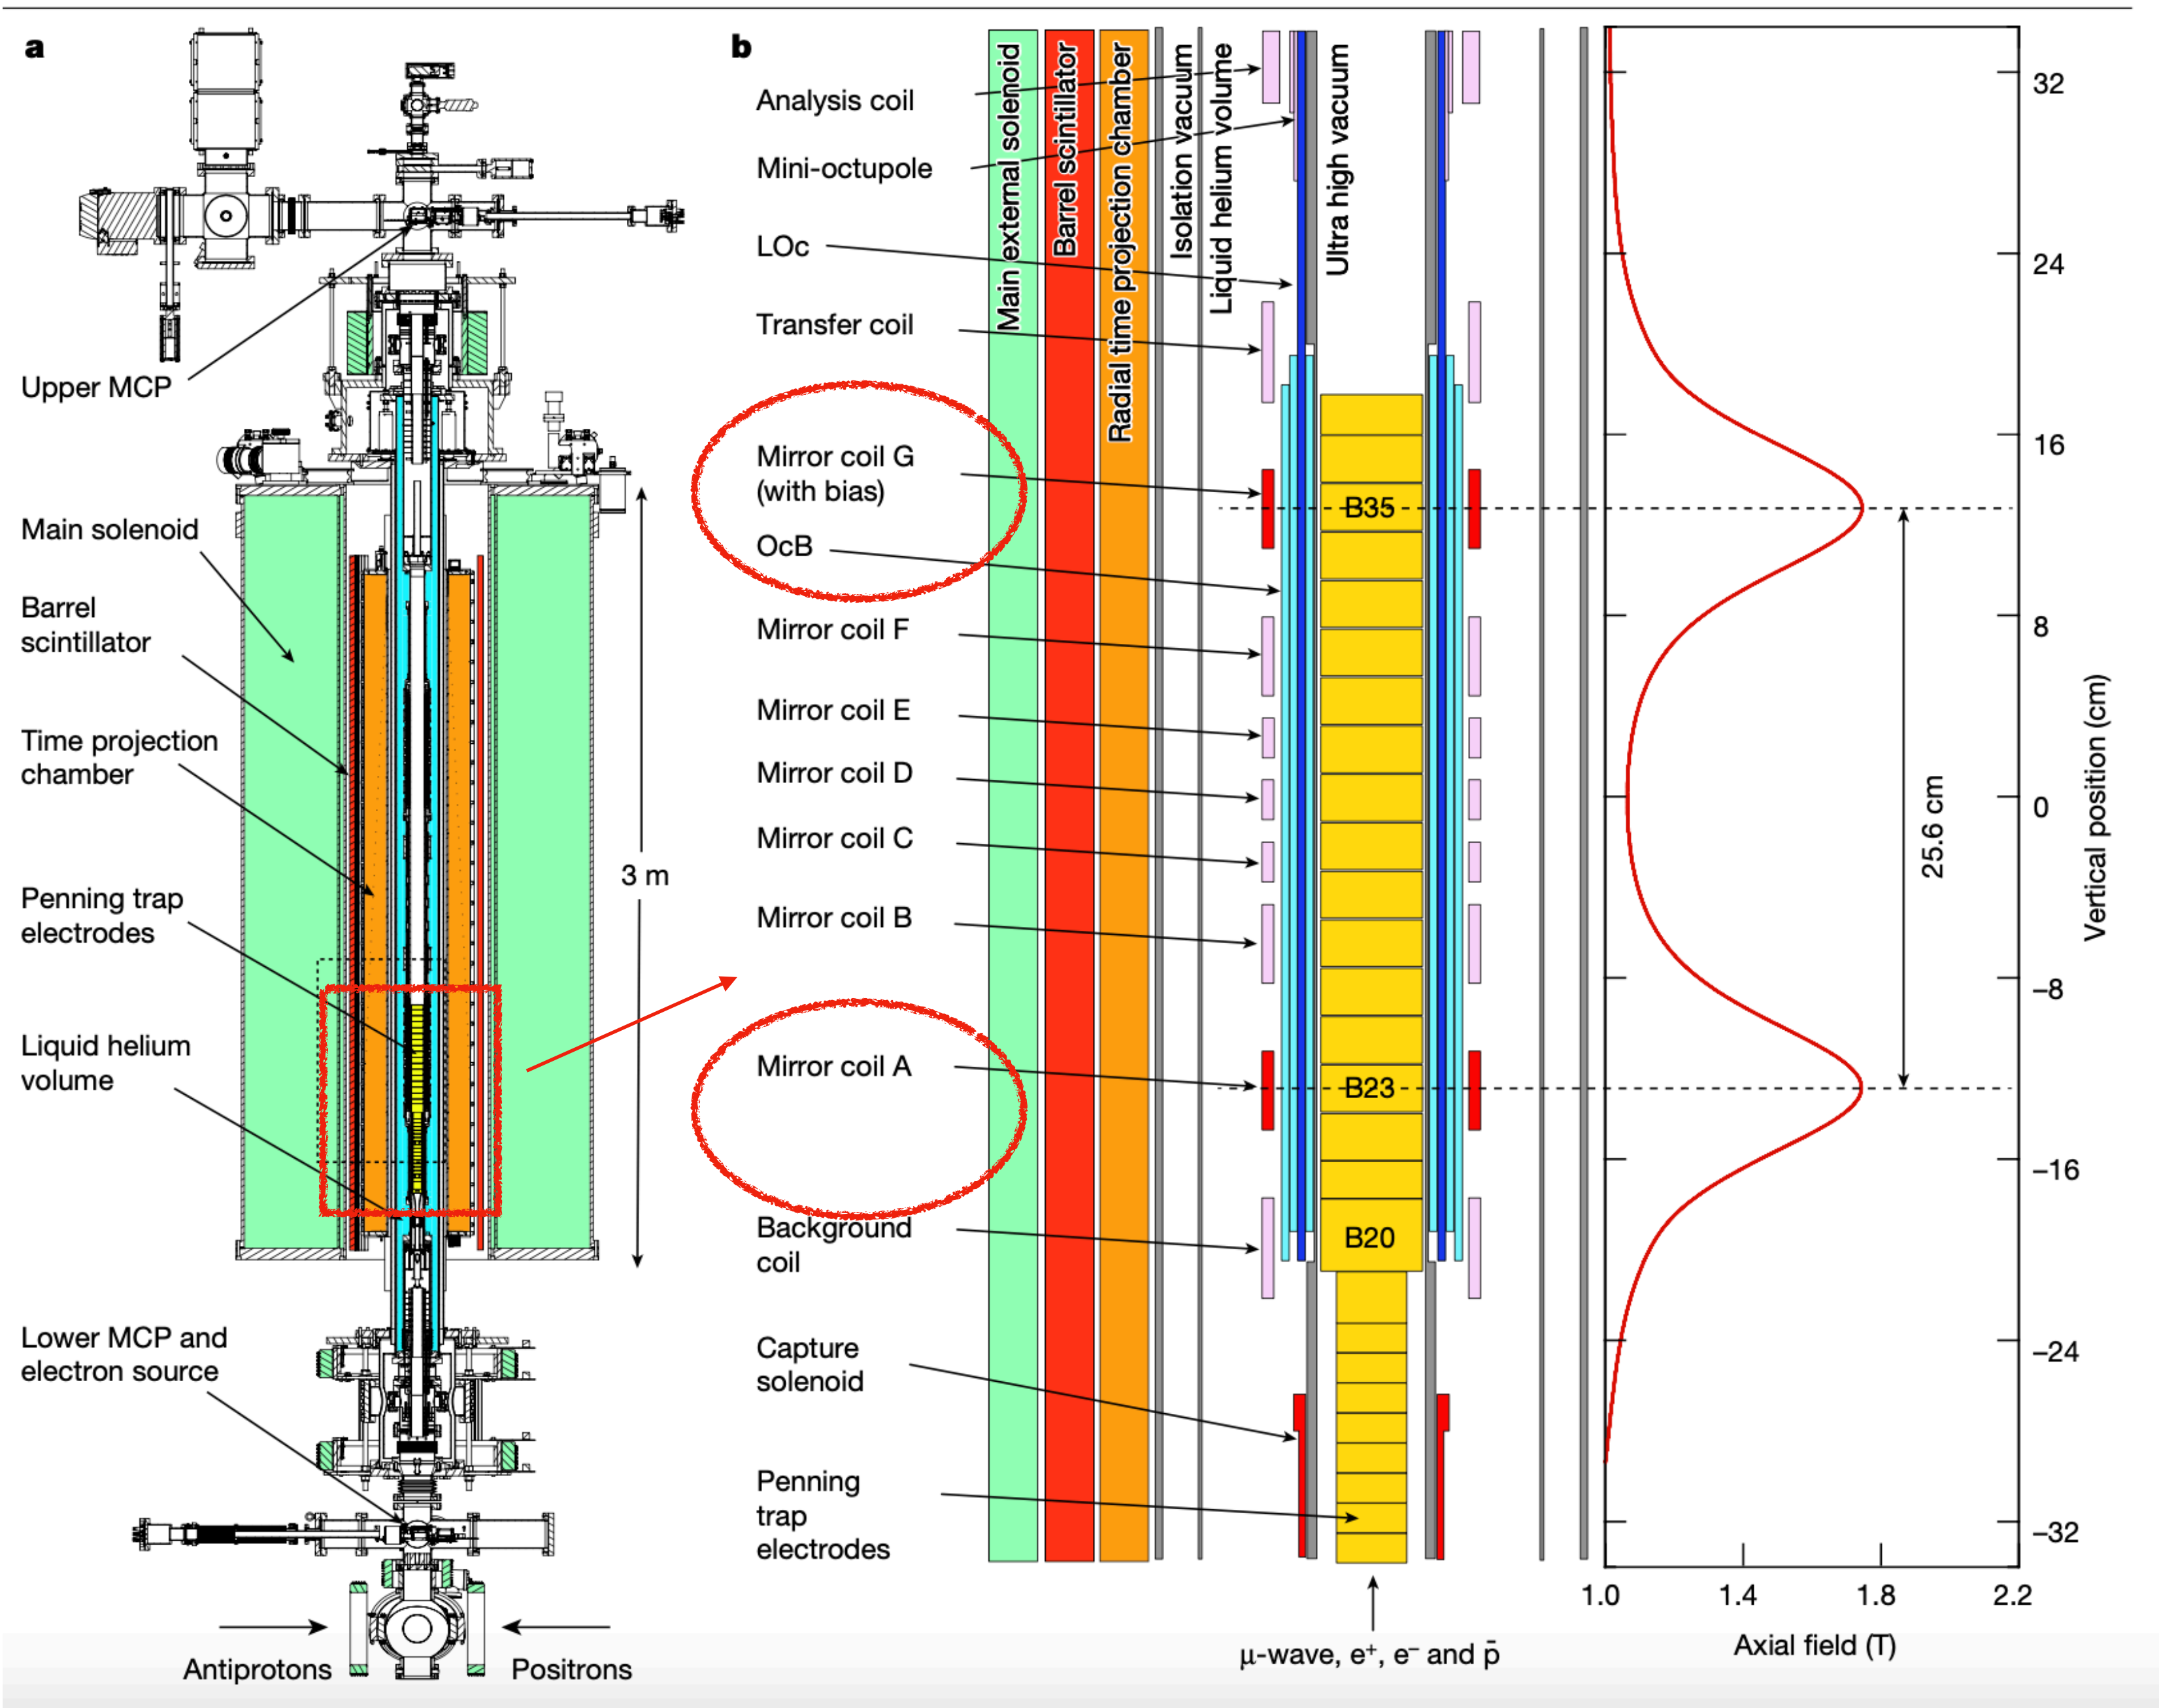 a
Upper MCP
Main solenoid
Barrel
scintillator
Time projection
chamber
Penning trap
electrodes
Liquid helium
volume
Lower MCP and
electron source
3 m
Antiprotons
Positrons
b
Analysis coil
Mini-octupole
LOc
Transfer coil
Mirror coil G
(with bias)
OcB
Mirror coil F
Mirror coil E
Mirror coil D
Mirror coil C
Mirror coil B
Mirror coil A
Background
coil
Capture
solenoid
Penning
trap
electrodes
Main external solenoid
Barrel scintillator
Radial time projection chamber
Isolation vacuum
Liquid helium volume
Ultra high vacuum
B35
B23
B20
μ-wave, e⁺, e⁻ and p̄
25.6 cm
32
24
16
8
0
–8
–16
–24
–32
Vertical position (cm)
1.0 1.4 1.8 2.2
Axial field (T)